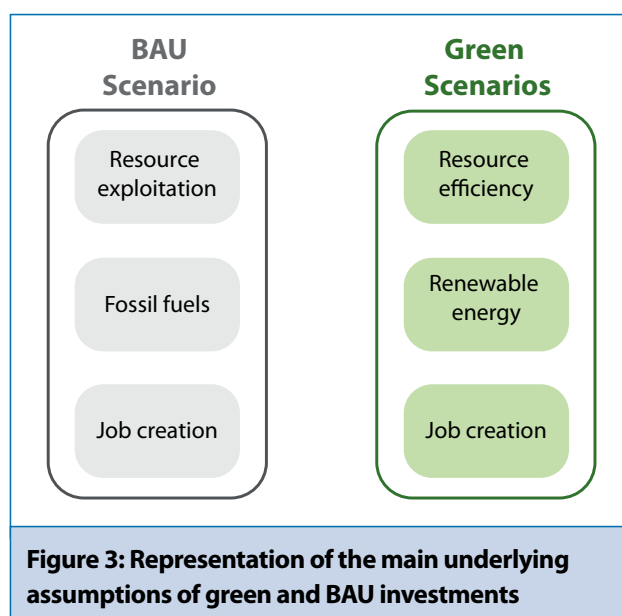 BAU
Scenario
Resource
exploitation
Fossil fuels
Job creation
Green
Scenarios
Resource
efficiency
Renewable
energy
Job creation
Figure 3: Representation of the main underlying
assumptions of green and BAU investments